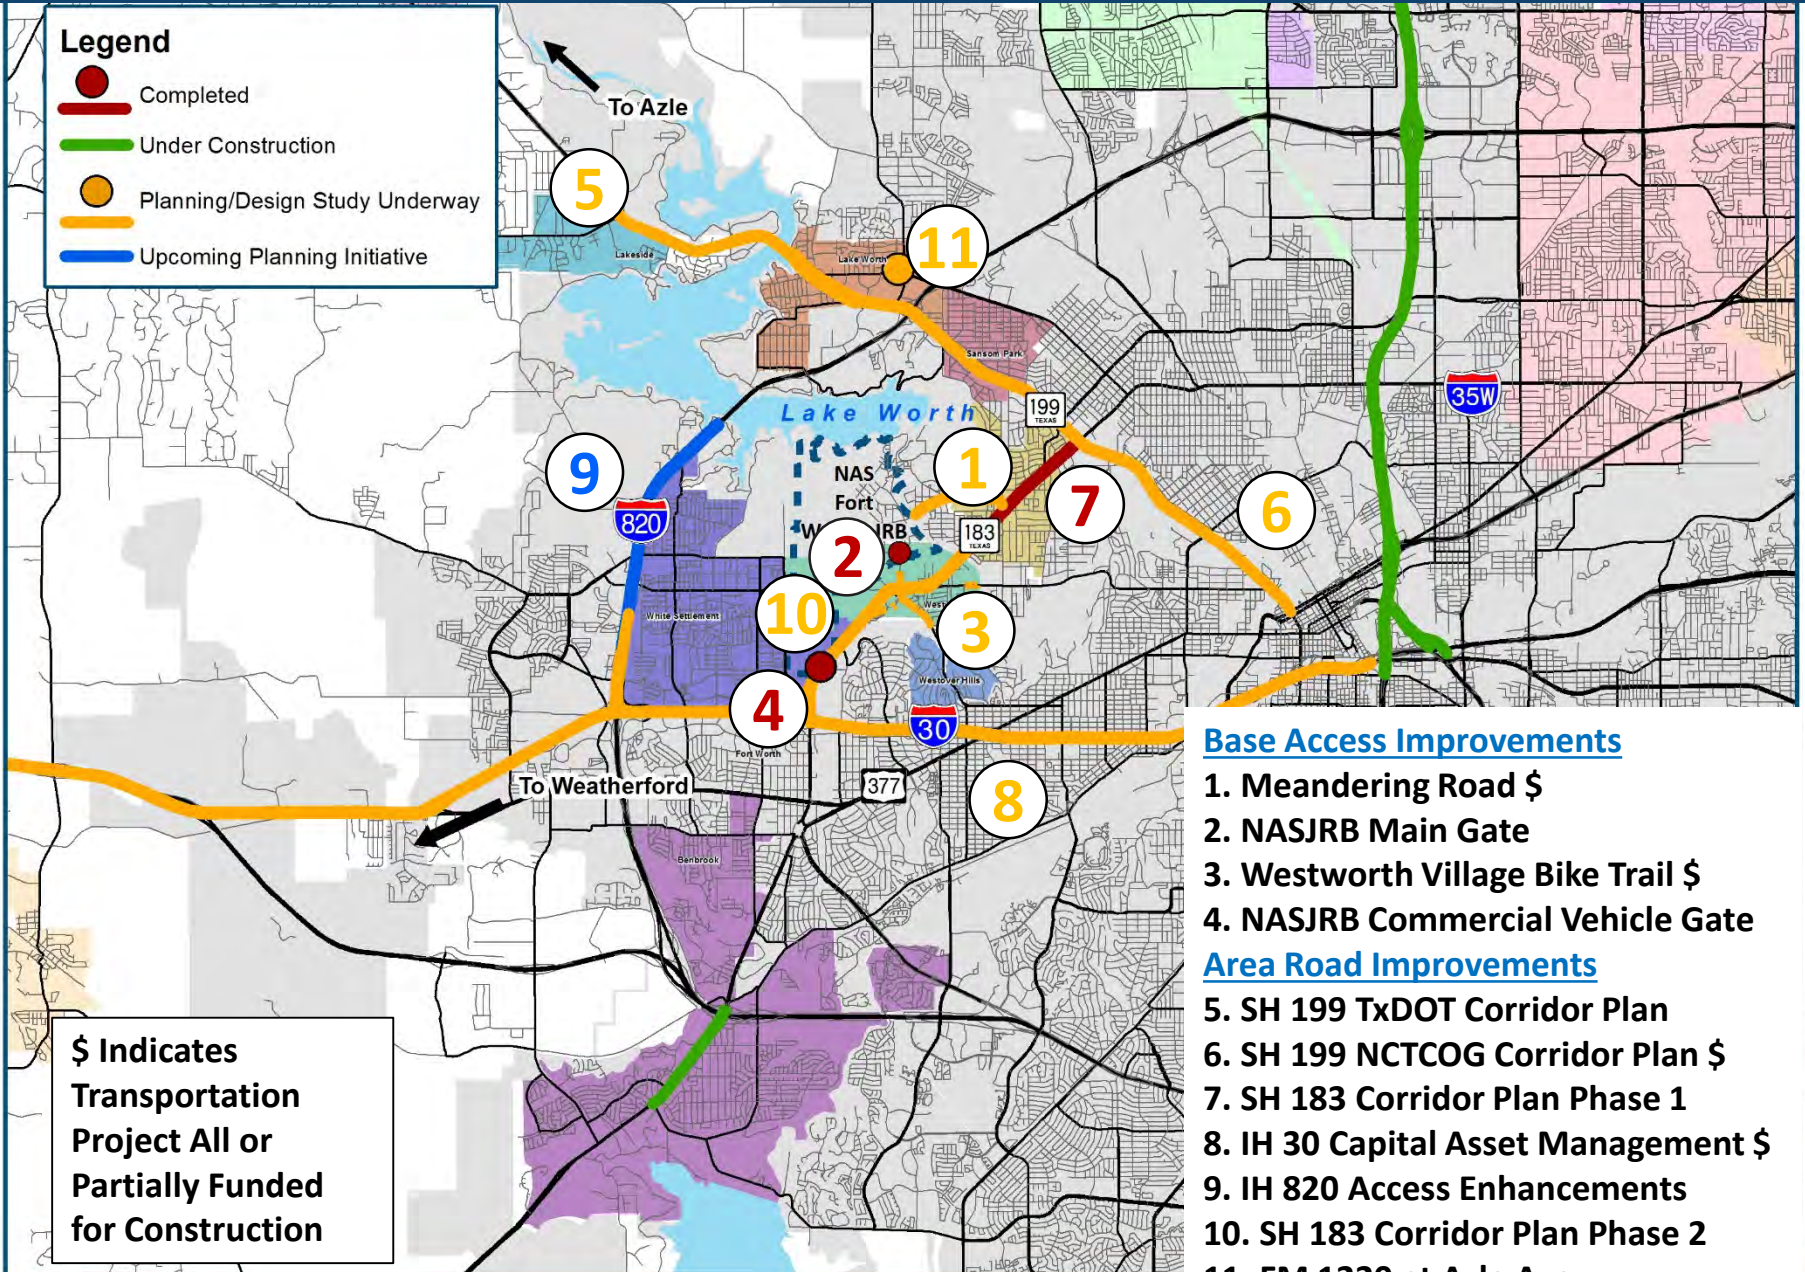 Legend
Completed
Under Construction
Planning/Design Study Underway
Upcoming Planning Initiative
To Azle
5
Lakeside
Lake Worth
11
Sansom Park
199
TEXAS
35W
Lake Worth
9
820
NAS
Fort
JRB
1
7
6
183
TEXAS
2
10
White Settlement
West
3
Westover Hills
4
30
Fort Worth
To Weatherford
377
8
Benbrook
$ Indicates
Transportation
Project All or
Partially Funded
for Construction
Base Access Improvements
1. Meandering Road $
2. NASJRB Main Gate
3. Westworth Village Bike Trail $
4. NASJRB Commercial Vehicle Gate
Area Road Improvements
5. SH 199 TxDOT Corridor Plan
6. SH 199 NCTCOG Corridor Plan $
7. SH 183 Corridor Plan Phase 1
8. IH 30 Capital Asset Management $
9. IH 820 Access Enhancements
10. SH 183 Corridor Plan Phase 2